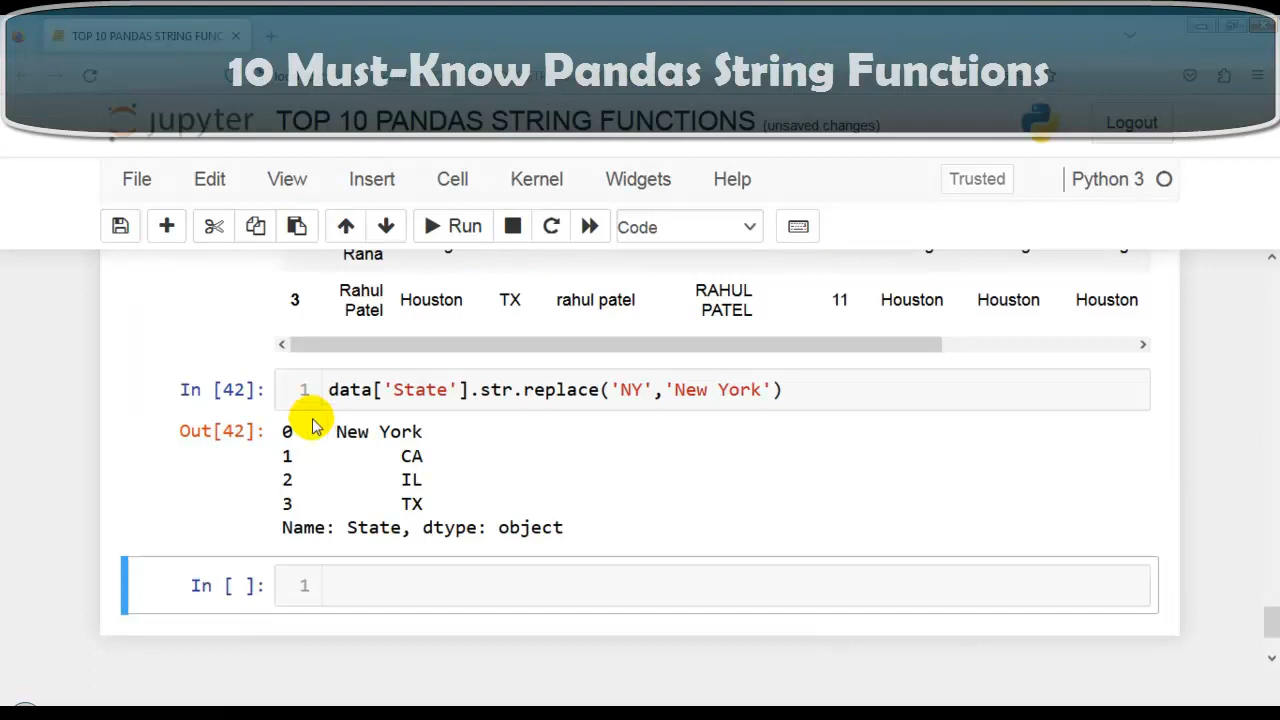 TOP 10 PANDAS STRING FUNC
10 Must-Know Pandas String Functions
jupyter TOP 10 PANDAS STRING FUNCTIONS (unsaved changes) Logout
File Edit View Insert Cell Kernel Widgets Help Trusted Python 3
Run Code
Rana
3 Rahul Patel Houston TX rahul patel RAHUL PATEL 11 Houston Houston Houston
In [42]: 1 data['State'].str.replace('NY','New York')
Out[42]: 0 New York
1 CA
2 IL
3 TX
Name: State, dtype: object
In [ ]: 1